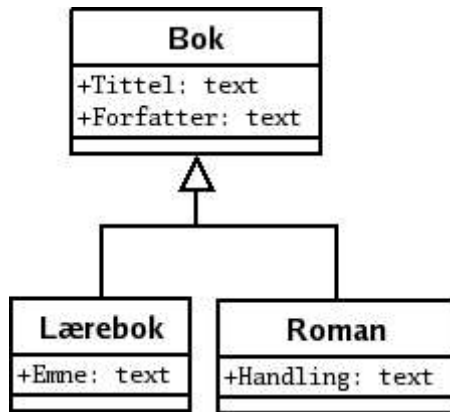 Bok
+Tittel: text
+Forfatter: text
Lærebok
+Emne: text
Roman
+Handling: text